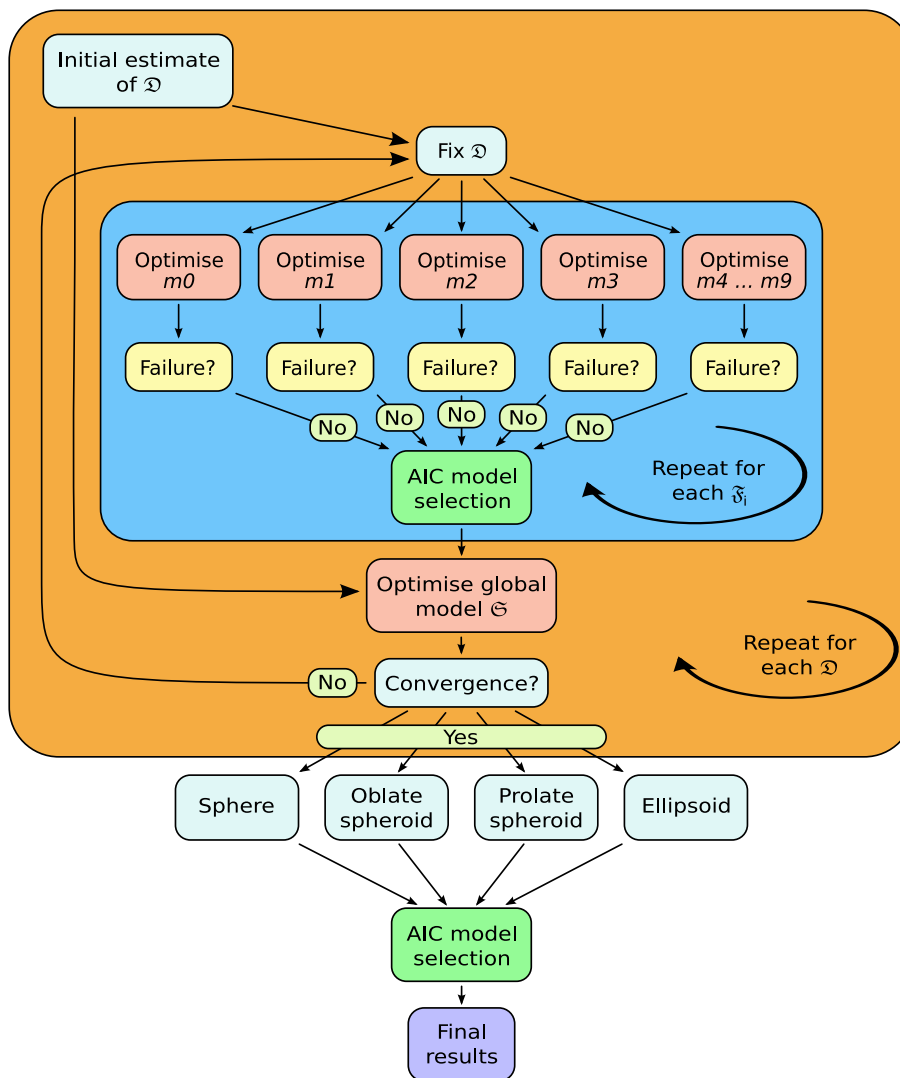 Initial estimate
of 𝔇
Fix 𝔇
Optimise
m0
Optimise
m1
Optimise
m2
Optimise
m3
Optimise
m4 ... m9
Failure?
Failure?
Failure?
Failure?
Failure?
No
No
No
No
No
AIC model
selection
Repeat for
each 𝔉i
Optimise global
model 𝔖
Repeat for
each 𝔇
No
Convergence?
Yes
Sphere
Oblate
spheroid
Prolate
spheroid
Ellipsoid
AIC model
selection
Final
results